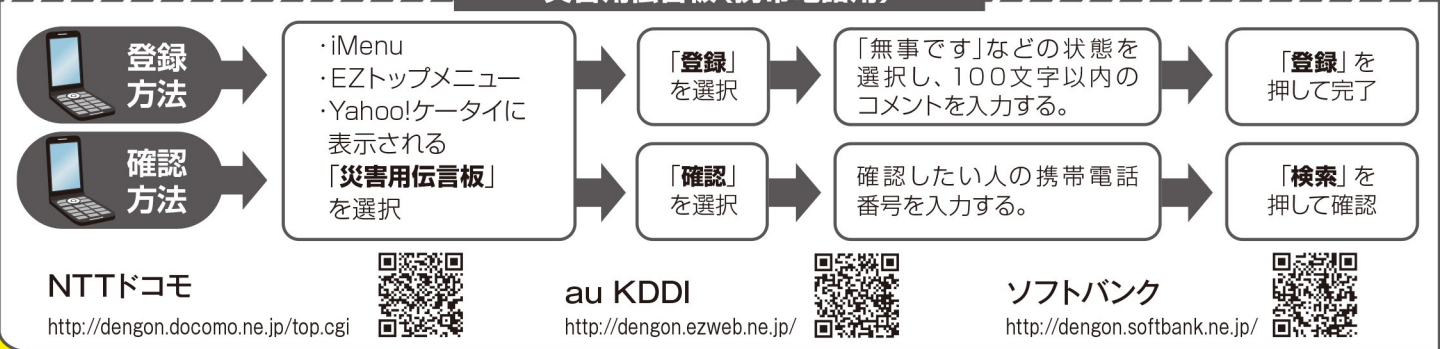 災害用伝言板(携帯電話用)
登録
方法
・iMenu
・EZトップメニュー
・Yahoo!ケータイに
表示される
「災害用伝言板」
を選択
「登録」
を選択
「無事です」などの状態を
選択し、100文字以内の
コメントを入力する。
「登録」を
押して完了
確認
方法
「確認」
を選択
確認したい人の携帯電話
番号を入力する。
「検索」を
押して確認
NTTドコモ
http://dengon.docomo.ne.jp/top.cgi
au KDDI
http://dengon.ezweb.ne.jp/
ソフトバンク
http://dengon.softbank.ne.jp/